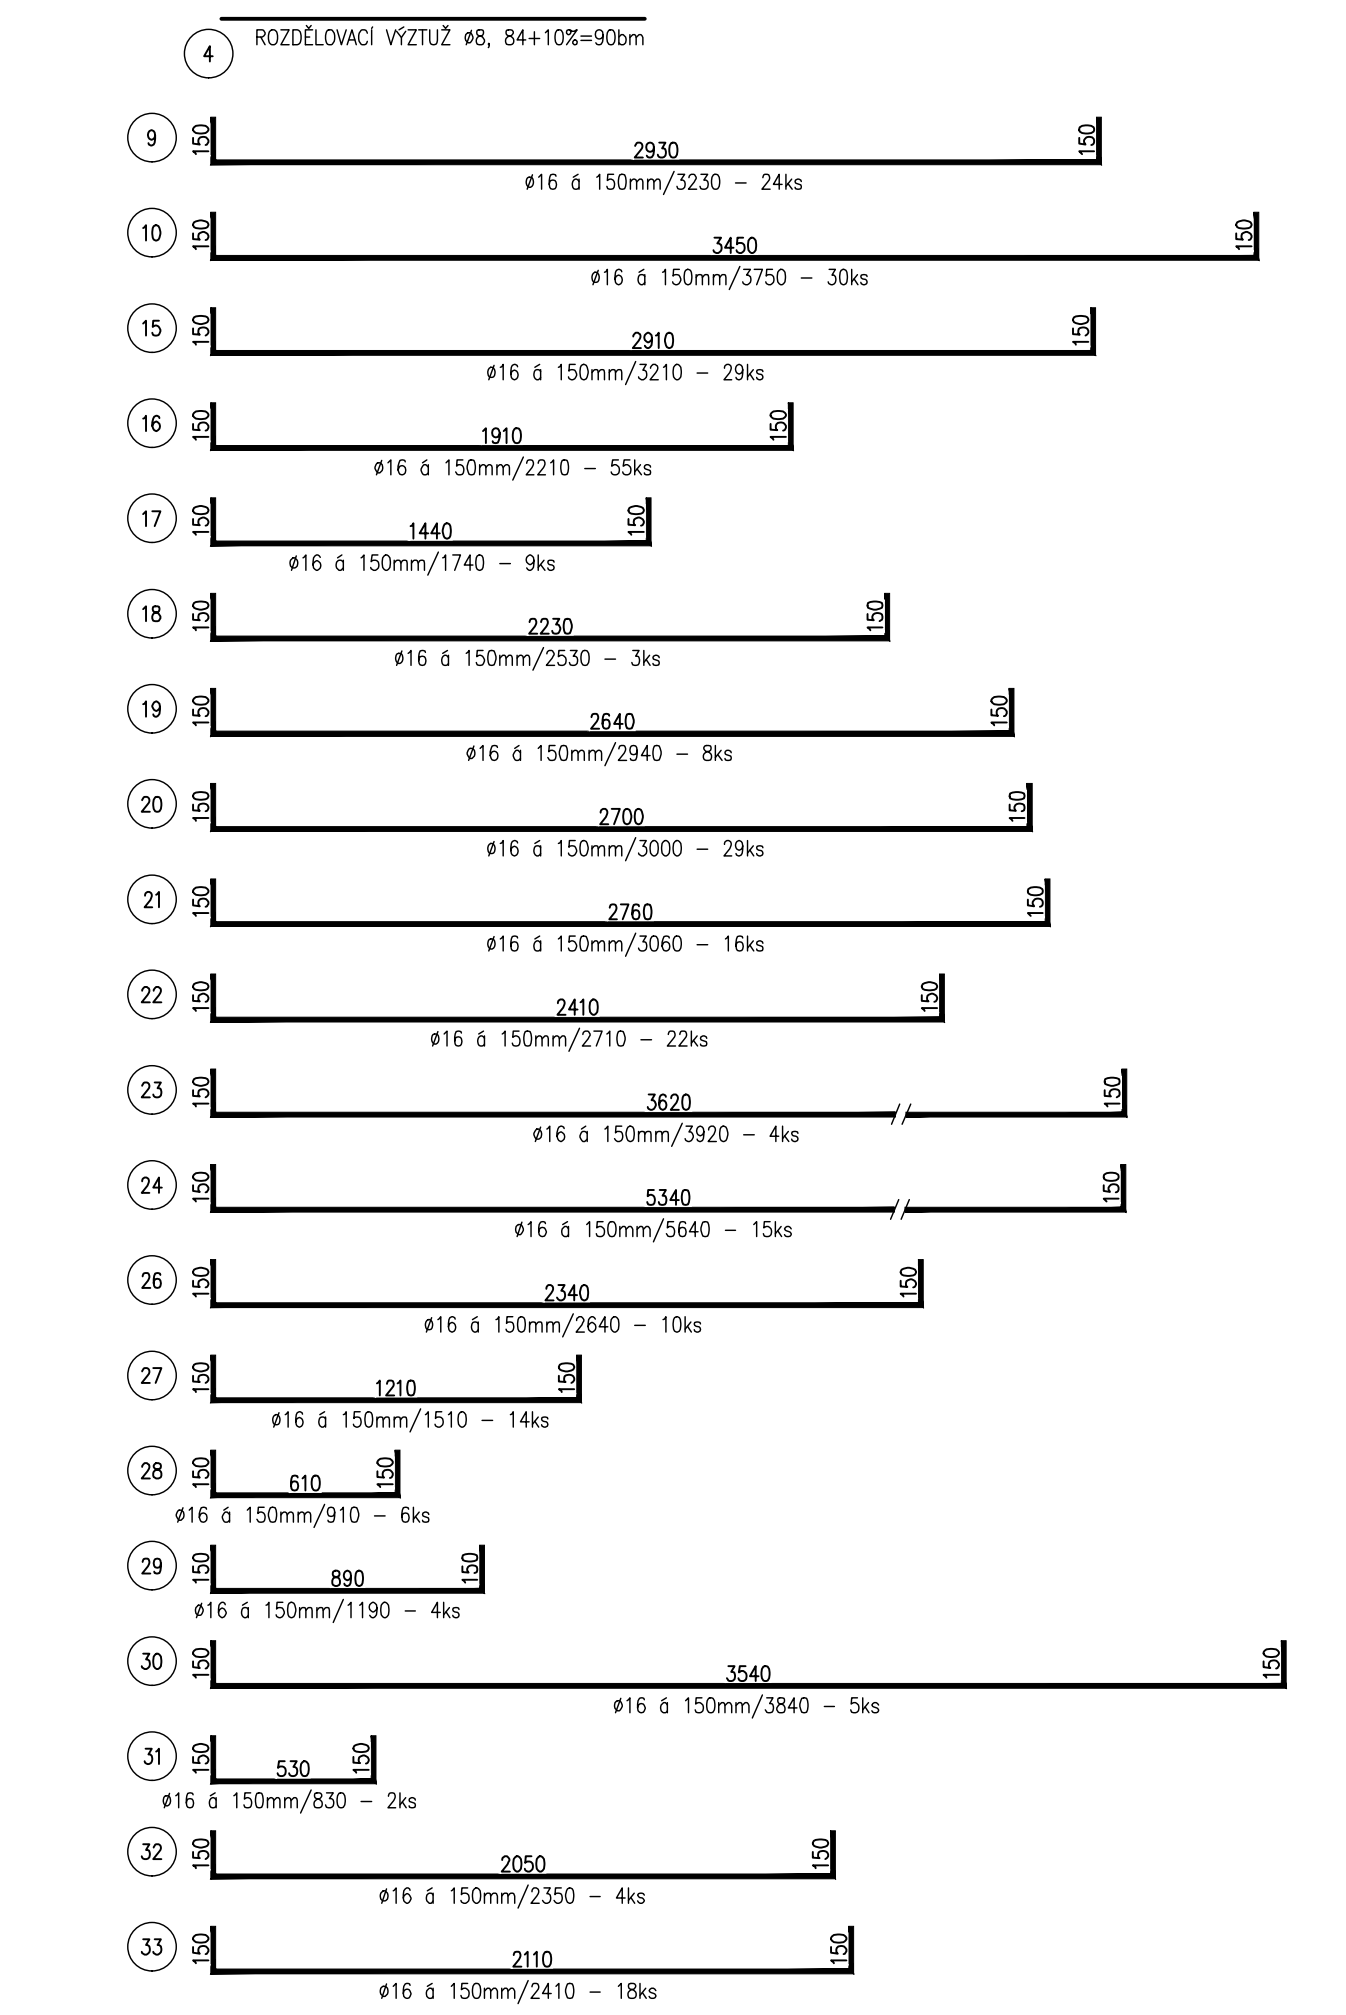 4 ROZDĚLOVACÍ VÝZTUŽ ø8, 84+10%=90bm
9 150 2930 150
ø16 á 150mm/3230 – 24ks
10 150 3450 150
ø16 á 150mm/3750 – 30ks
15 150 2910 150
ø16 á 150mm/3210 – 29ks
16 150 1910 150
ø16 á 150mm/2210 – 55ks
17 150 1440 150
ø16 á 150mm/1740 – 9ks
18 150 2230 150
ø16 á 150mm/2530 – 3ks
19 150 2640 150
ø16 á 150mm/2940 – 8ks
20 150 2700 150
ø16 á 150mm/3000 – 29ks
21 150 2760 150
ø16 á 150mm/3060 – 16ks
22 150 2410 150
ø16 á 150mm/2710 – 22ks
23 150 3620 150
ø16 á 150mm/3920 – 4ks
24 150 5340 150
ø16 á 150mm/5640 – 15ks
26 150 2340 150
ø16 á 150mm/2640 – 10ks
27 150 1210 150
ø16 á 150mm/1510 – 14ks
28 150 610 150
ø16 á 150mm/910 – 6ks
29 150 890 150
ø16 á 150mm/1190 – 4ks
30 150 3540 150
ø16 á 150mm/3840 – 5ks
31 150 530 150
ø16 á 150mm/830 – 2ks
32 150 2050 150
ø16 á 150mm/2350 – 4ks
33 150 2110 150
ø16 á 150mm/2410 – 18ks